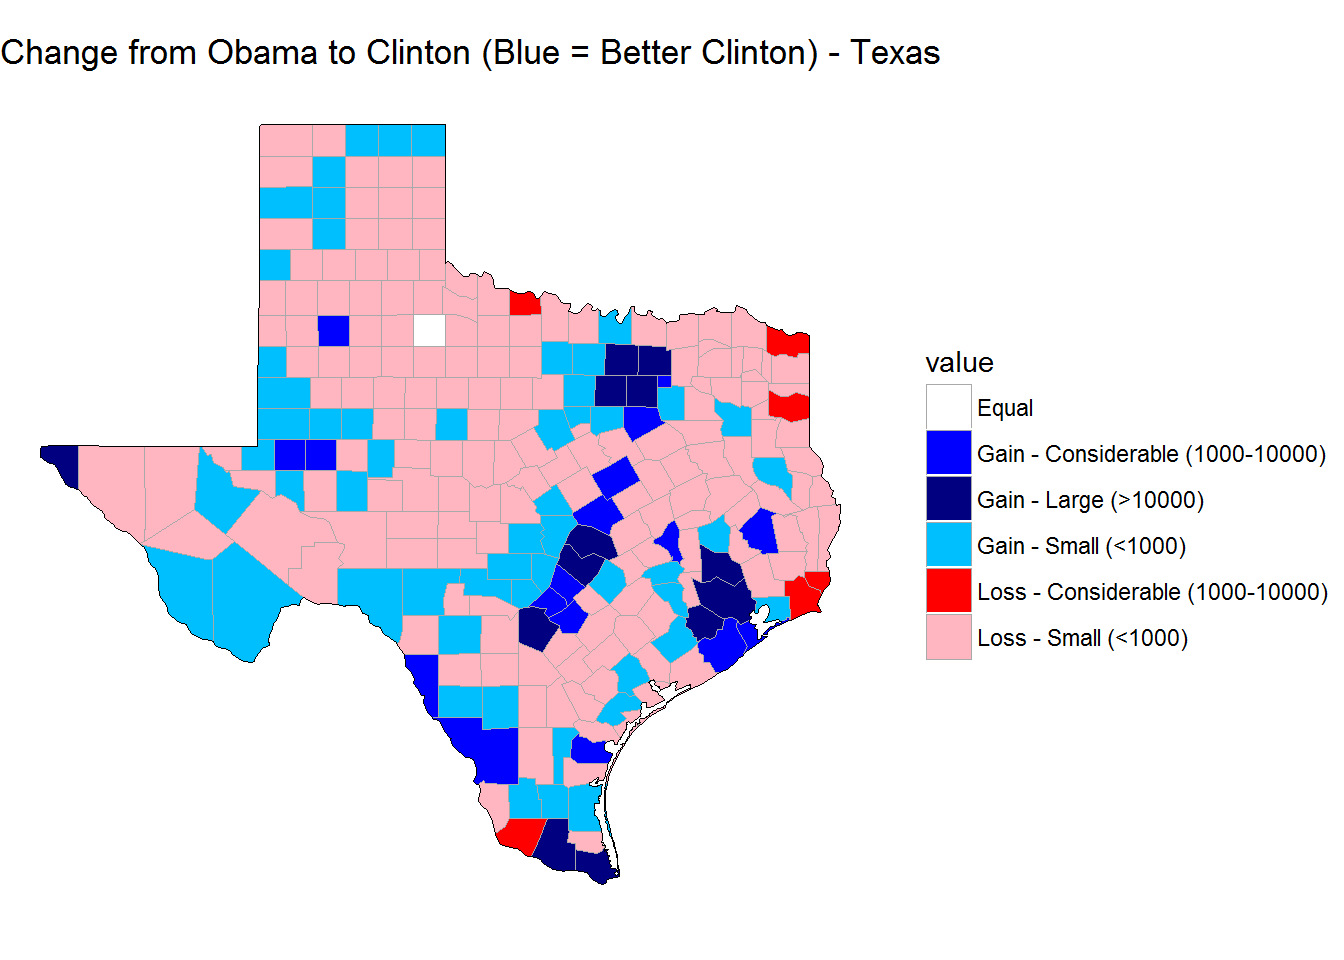 Change from Obama to Clinton (Blue = Better Clinton) - Texas
value
Equal
Gain - Considerable (1000-10000)
Gain - Large (>10000)
Gain - Small (<1000)
Loss - Considerable (1000-10000)
Loss - Small (<1000)